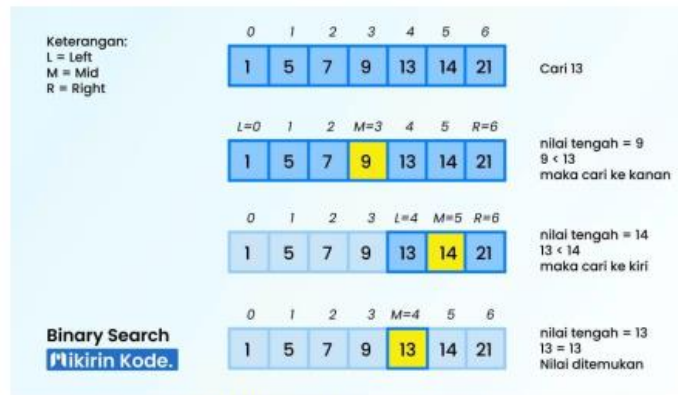 Keterangan:
L = Left
M = Mid
R = Right
0 1 2 3 4 5 6
1 5 7 9 13 14 21
Cari 13
L=0 1 2 M=3 4 5 R=6
1 5 7 9 13 14 21
nilai tengah = 9
9 < 13
maka cari ke kanan
0 1 2 3 L=4 M=5 R=6
1 5 7 9 13 14 21
nilai tengah = 14
13 < 14
maka cari ke kiri
0 1 2 3 M=4 5 6
1 5 7 9 13 14 21
nilai tengah = 13
13 = 13
Nilai ditemukan
Binary Search
Mikirin Kode.